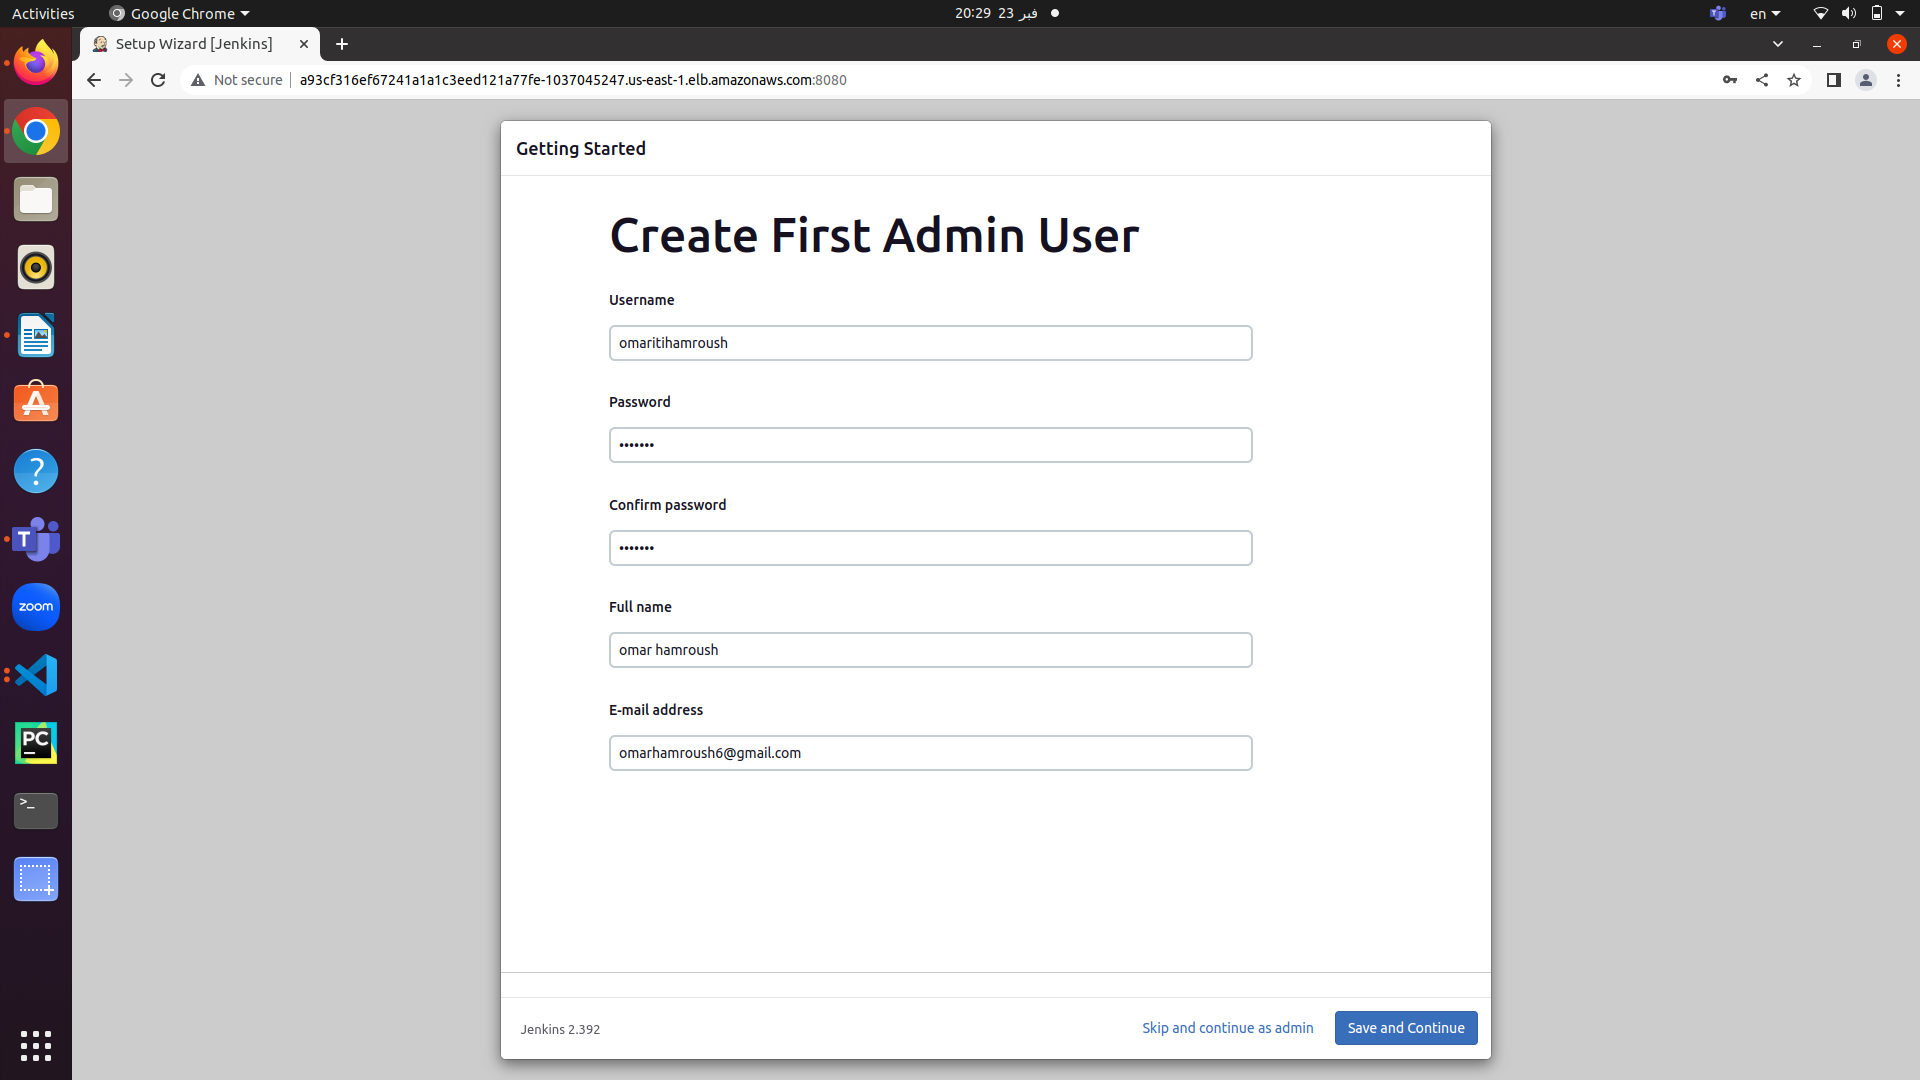 Activities
Google Chrome
20:29 23 فبر
en
Setup Wizard [Jenkins]
Not secure
a93cf316ef67241a1a1c3eed121a77fe-1037045247.us-east-1.elb.amazonaws.com:8080
Getting Started
Create First Admin User
Username
omaritihamroush
Password
•••••••
Confirm password
•••••••
Full name
omar hamroush
E-mail address
omarhamroush6@gmail.com
Jenkins 2.392
Skip and continue as admin
Save and Continue
T
zoom
PC
>_